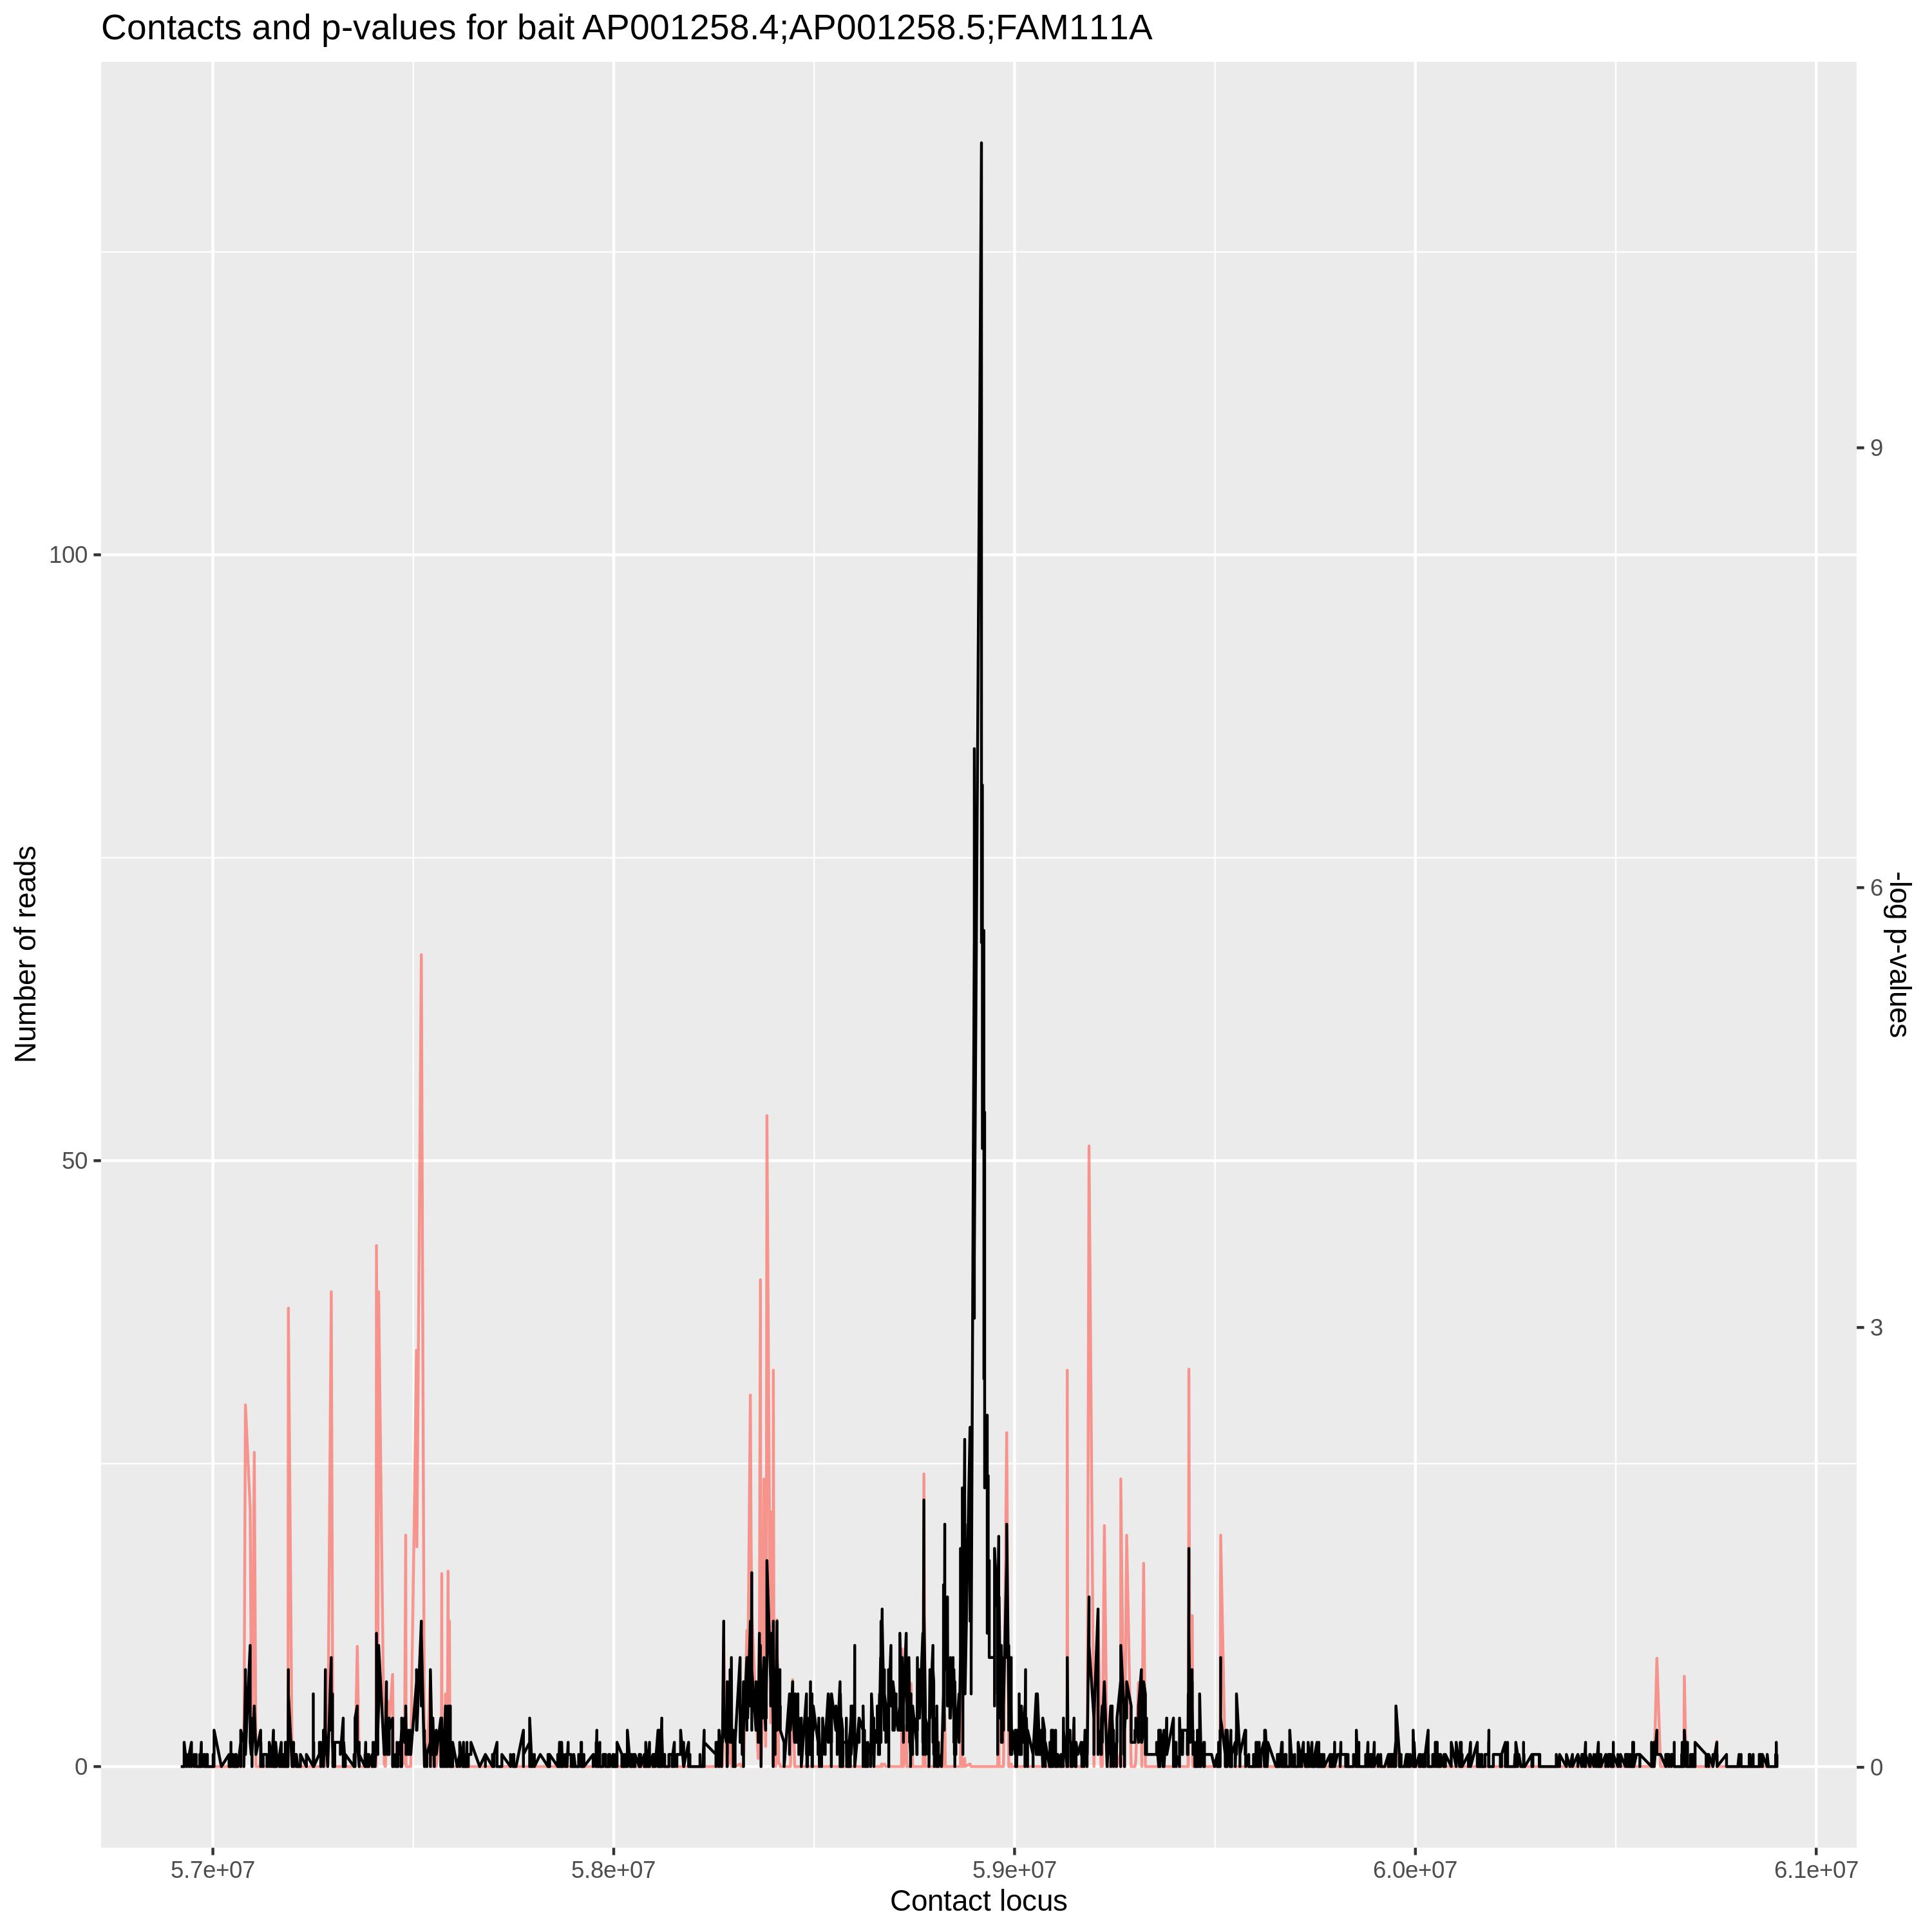 Contacts and p-values for bait AP001258.4;AP001258.5;FAM111A
Number of reads
100
50
0
9
6
3
0
-log p-values
5.7e+07
5.8e+07
5.9e+07
6.0e+07
6.1e+07
Contact locus